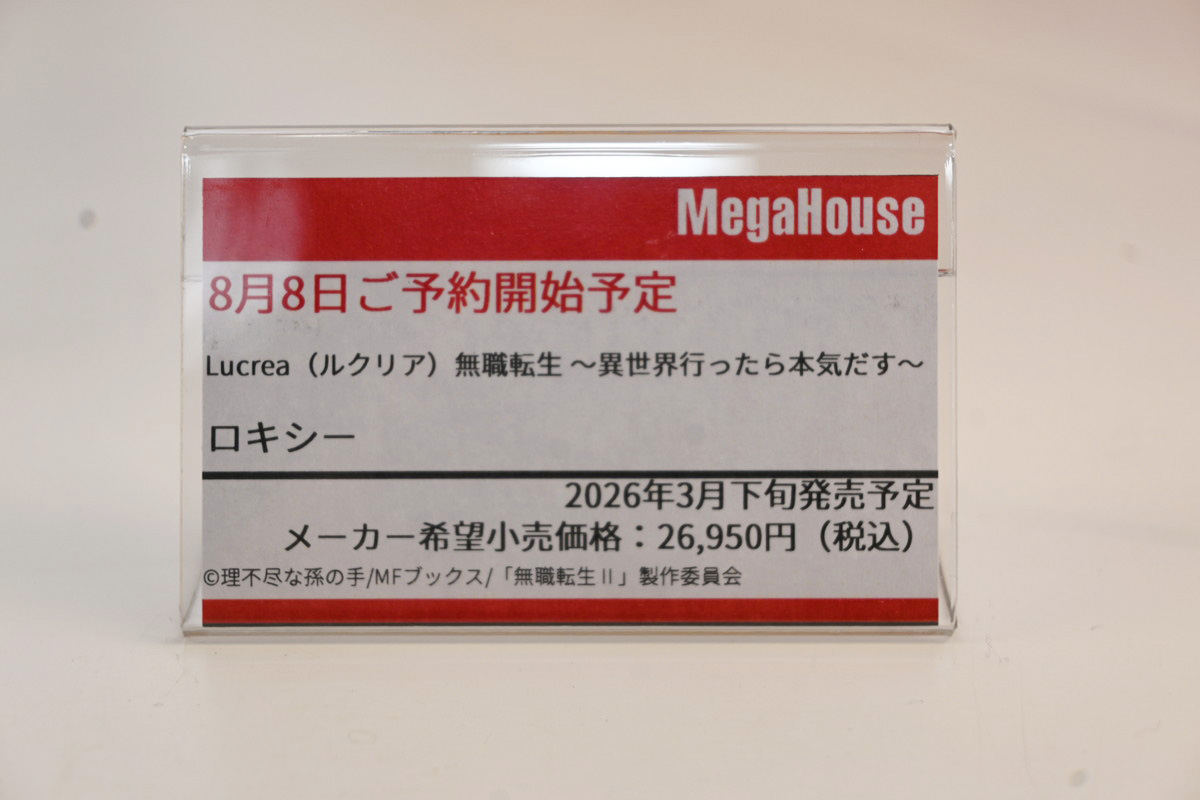 MegaHouse
8月8日ご予約開始予定
Lucrea（ルクリア）無職転生 ～異世界行ったら本気だす～
ロキシー
2026年3月下旬発売予定
メーカー希望小売価格：26,950円（税込）
©理不尽な孫の手/MFブックス/「無職転生Ⅱ」製作委員会